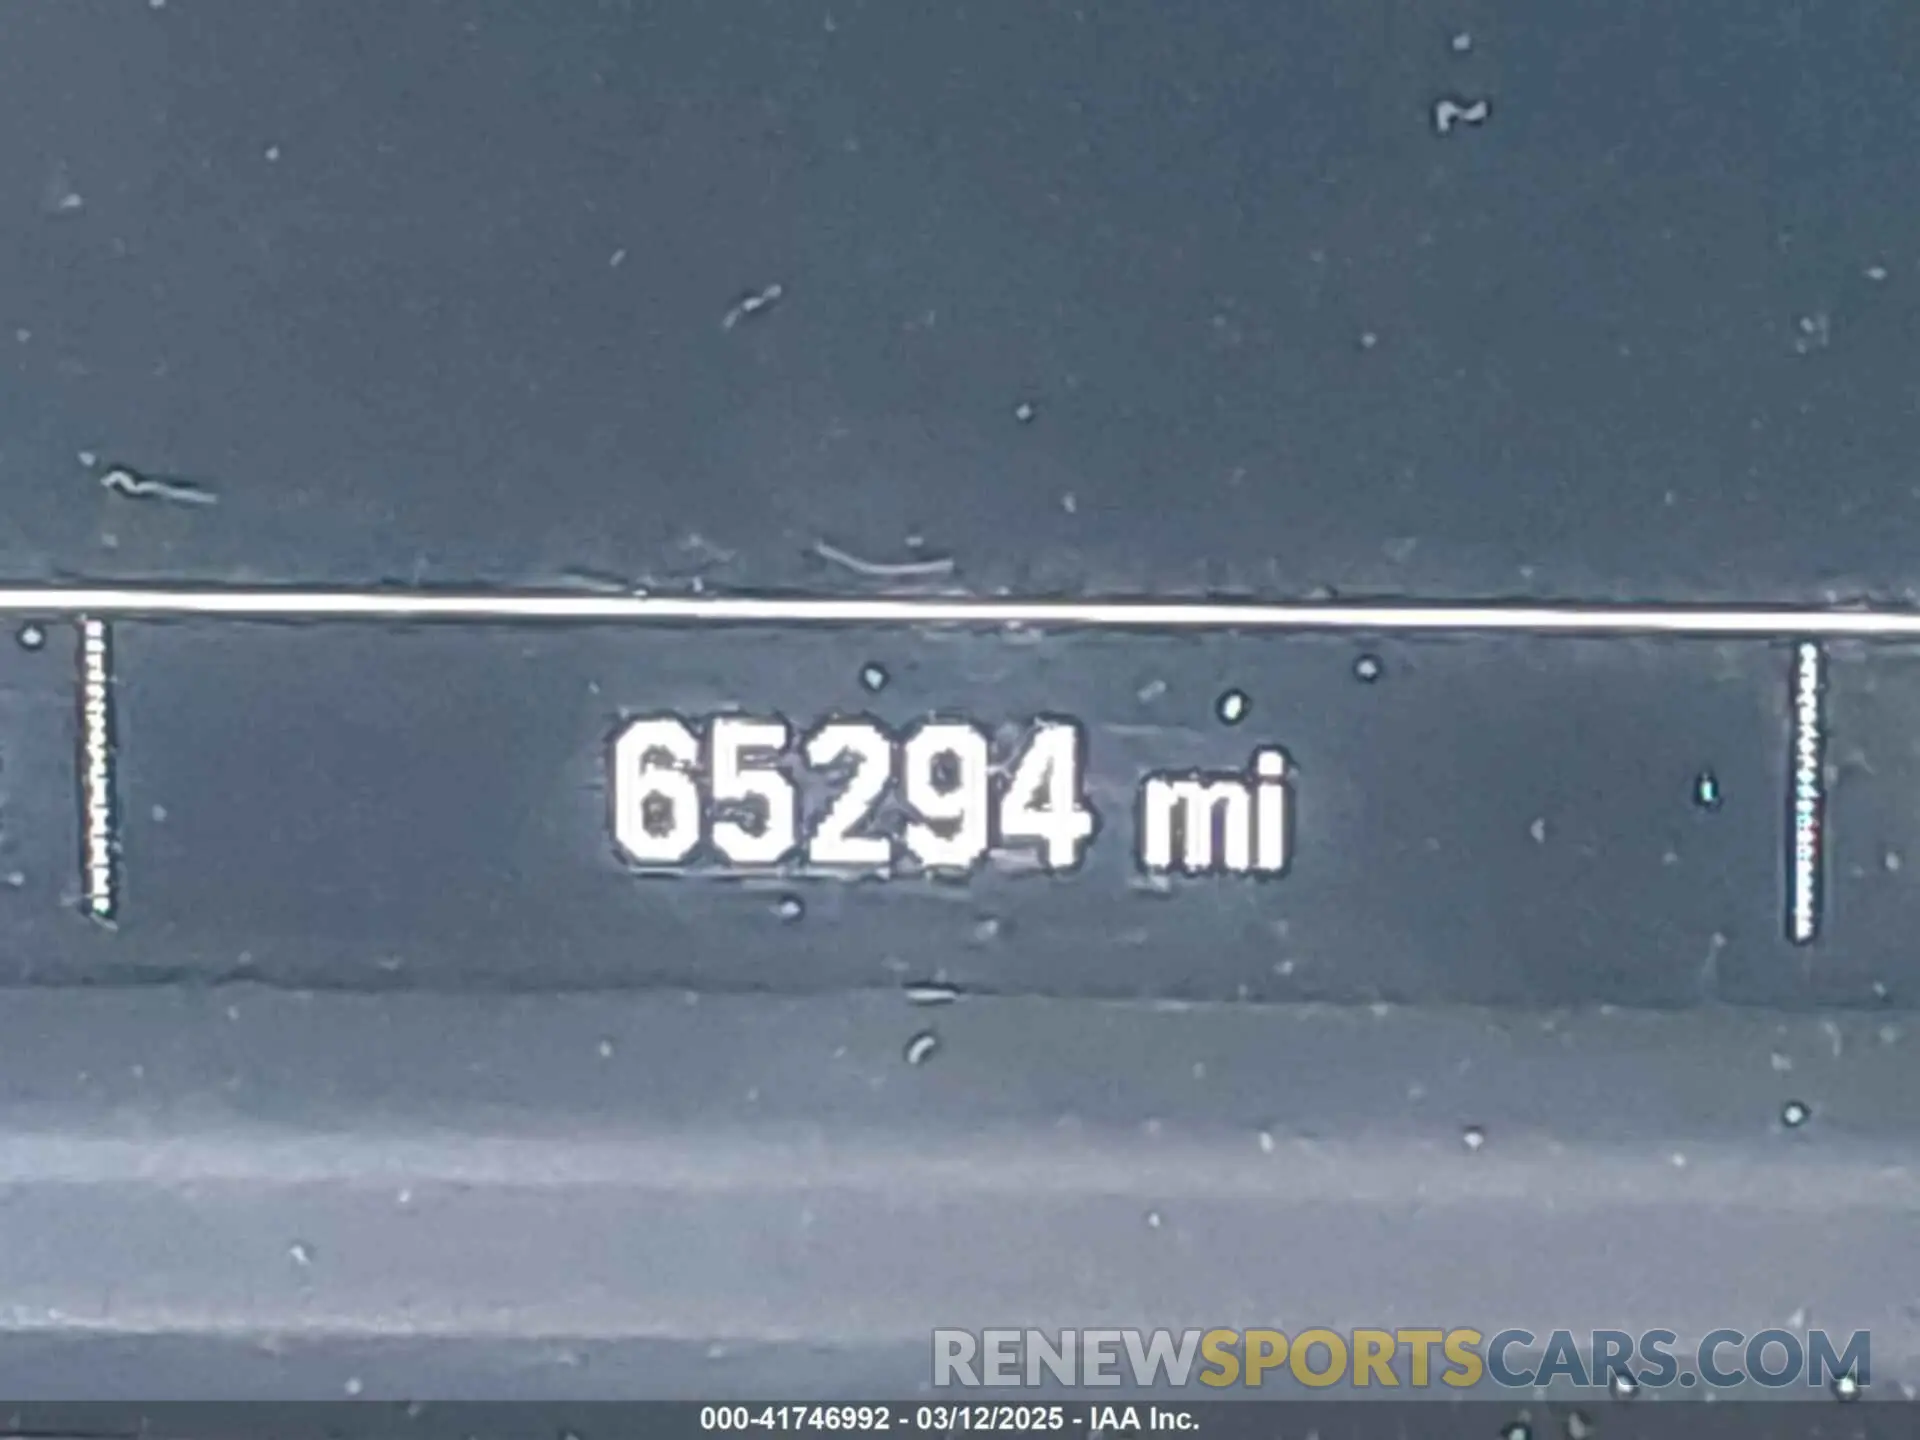 65294 mi
RENEWSPORTSCARS.COM
000-41746992 - 03/12/2025 - IAA Inc.